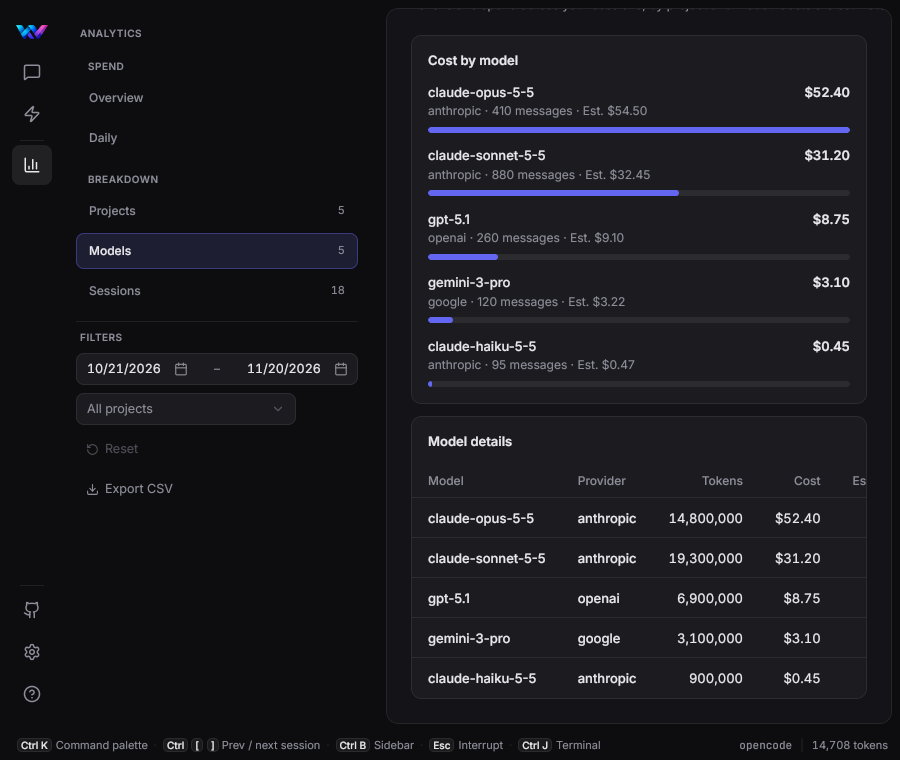 ANALYTICS
SPEND
Overview
Daily
BREAKDOWN
Projects 5
Models 5
Sessions 18
FILTERS
10/21/2026 – 11/20/2026
All projects
Reset
Export CSV
Cost by model
claude-opus-5-5 $52.40
anthropic · 410 messages · Est. $54.50
claude-sonnet-5-5 $31.20
anthropic · 880 messages · Est. $32.45
gpt-5.1 $8.75
openai · 260 messages · Est. $9.10
gemini-3-pro $3.10
google · 120 messages · Est. $3.22
claude-haiku-5-5 $0.45
anthropic · 95 messages · Est. $0.47
Model details
Model Provider Tokens Cost Es
claude-opus-5-5 anthropic 14,800,000 $52.40
claude-sonnet-5-5 anthropic 19,300,000 $31.20
gpt-5.1 openai 6,900,000 $8.75
gemini-3-pro google 3,100,000 $3.10
claude-haiku-5-5 anthropic 900,000 $0.45
Ctrl K Command palette · Ctrl [ ] Prev / next session · Ctrl B Sidebar · Esc Interrupt · Ctrl J Terminal opencode 14,708 tokens